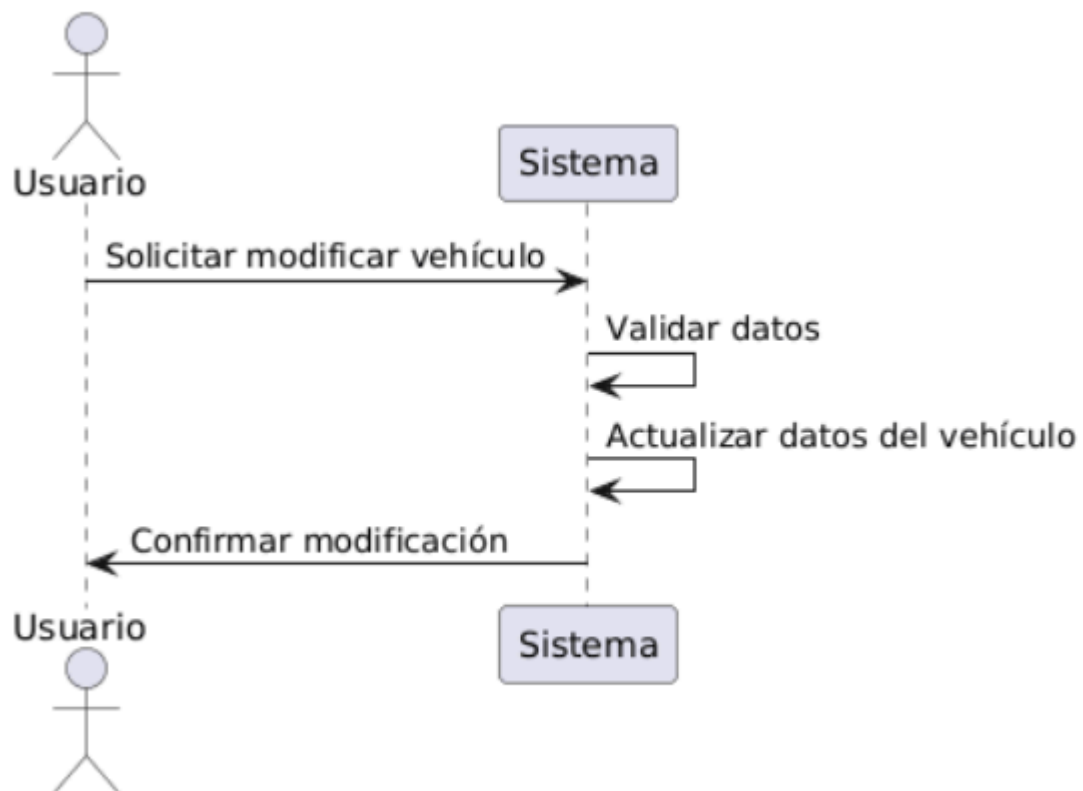 Usuario
Sistema
Solicitar modificar vehículo
Validar datos
Actualizar datos del vehículo
Confirmar modificación
Usuario
Sistema